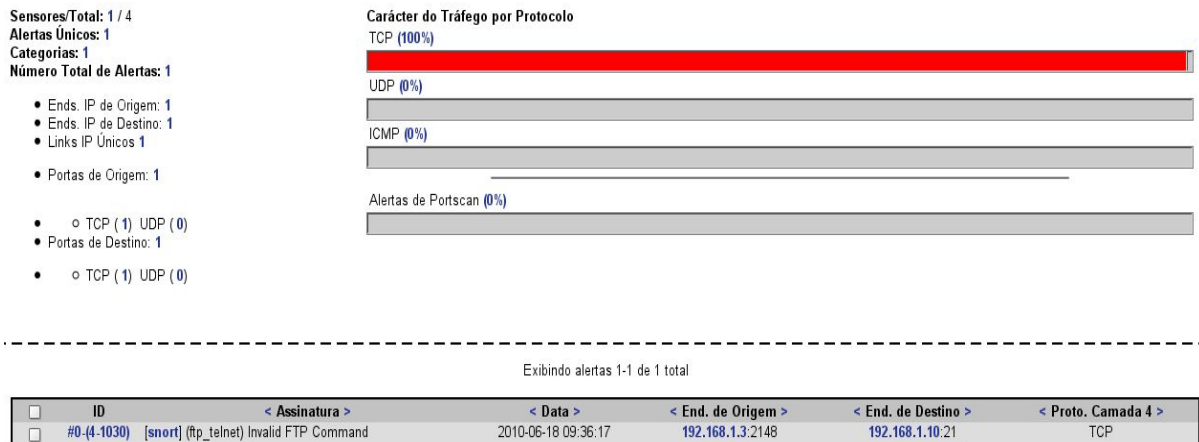 Sensores/Total: 1 / 4
Alertas Únicos: 1
Categorias: 1
Número Total de Alertas: 1
Ends. IP de Origem: 1
Ends. IP de Destino: 1
Links IP Únicos 1
Portas de Origem: 1
TCP ( 1) UDP ( 0)
Portas de Destino: 1
TCP ( 1) UDP ( 0)
Carácter do Tráfego por Protocolo
TCP (100%)
UDP (0%)
ICMP (0%)
Alertas de Portscan (0%)
Exibindo alertas 1-1 de 1 total
ID < Assinatura > < Data > < End. de Origem > < End. de Destino > < Proto. Camada 4 >
#0-(4-1030) [snort] (ftp_telnet) Invalid FTP Command 2010-06-18 09:36:17 192.168.1.3:2148 192.168.1.10:21 TCP